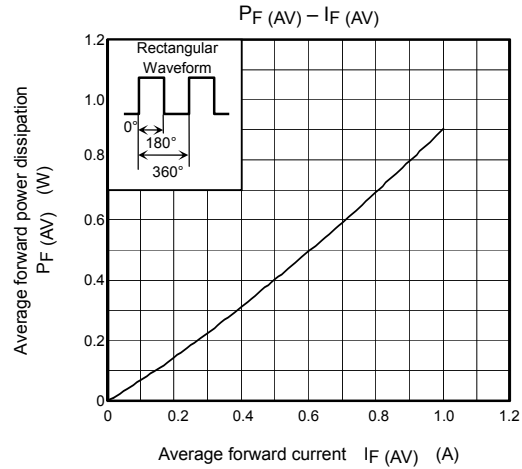 PF (AV) – IF (AV)
Rectangular
Waveform
0°
180°
360°
Average forward power dissipation
PF (AV) (W)
1.2
1.0
0.8
0.6
0.4
0.2
0
0 0.2 0.4 0.6 0.8 1.0 1.2
Average forward current IF (AV) (A)